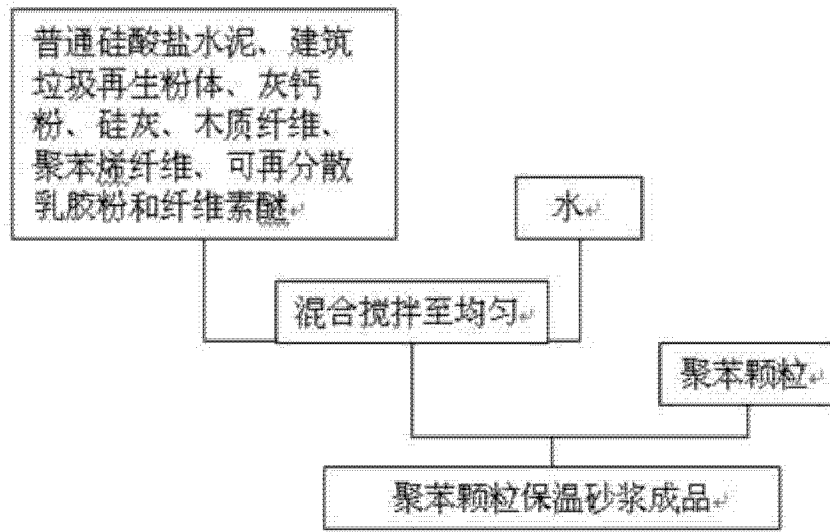 普通硅酸盐水泥、建筑
垃圾再生粉体、灰钙
粉、硅灰、木质纤维、
聚苯烯纤维、可再分散
乳胶粉和纤维素醚
水
混合搅拌至均匀
聚苯颗粒
聚苯颗粒保温砂浆成品